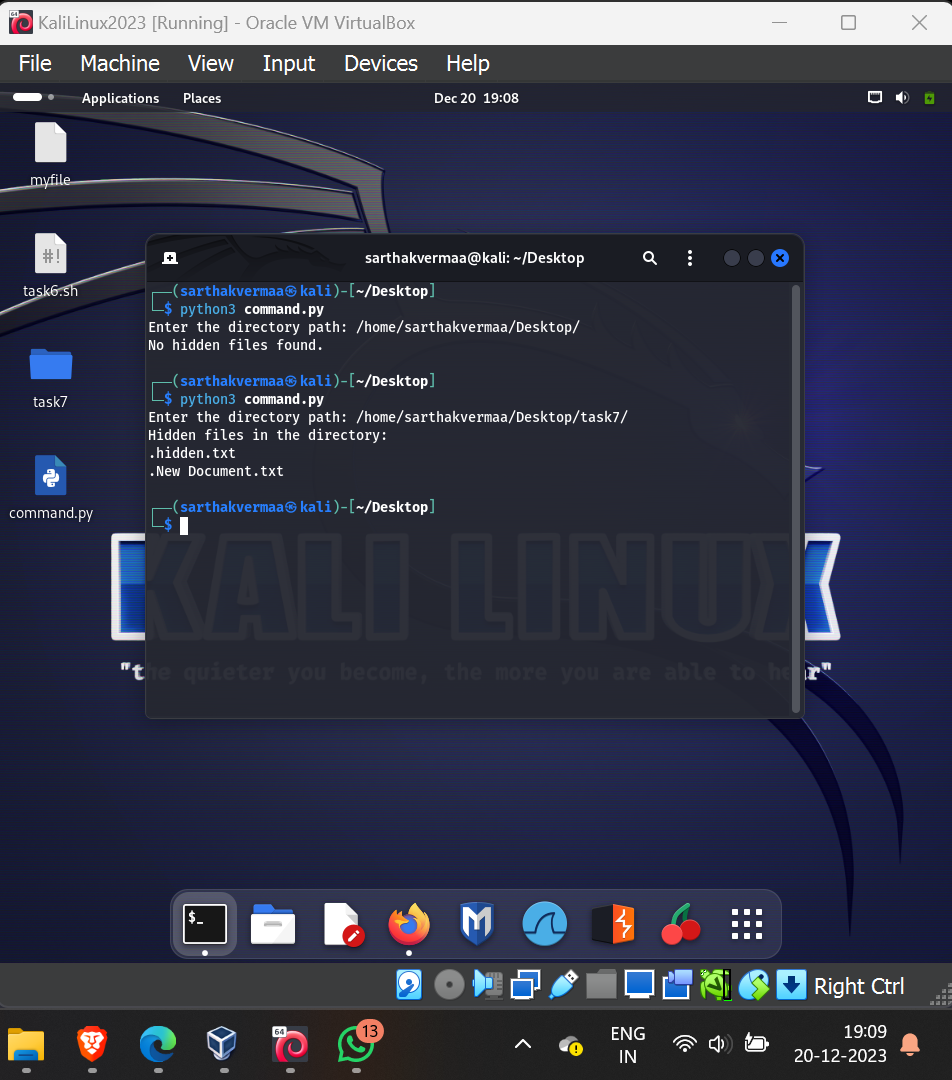 KaliLinux2023 [Running] - Oracle VM VirtualBox
File Machine View Input Devices Help
Applications Places Dec 20 19:08
myfile
#!
task6.sh
task7
command.py
sarthakvermaa@kali: ~/Desktop
┌──(sarthakvermaa㉿kali)-[~/Desktop]
└─$ python3 command.py
Enter the directory path: /home/sarthakvermaa/Desktop/
No hidden files found.
┌──(sarthakvermaa㉿kali)-[~/Desktop]
└─$ python3 command.py
Enter the directory path: /home/sarthakvermaa/Desktop/task7/
Hidden files in the directory:
.hidden.txt
.New Document.txt
┌──(sarthakvermaa㉿kali)-[~/Desktop]
└─$
KALI LINUX
"the quieter you become, the more you are able to hear"
$_
Right Ctrl
64
13
ENG
IN
19:09
20-12-2023